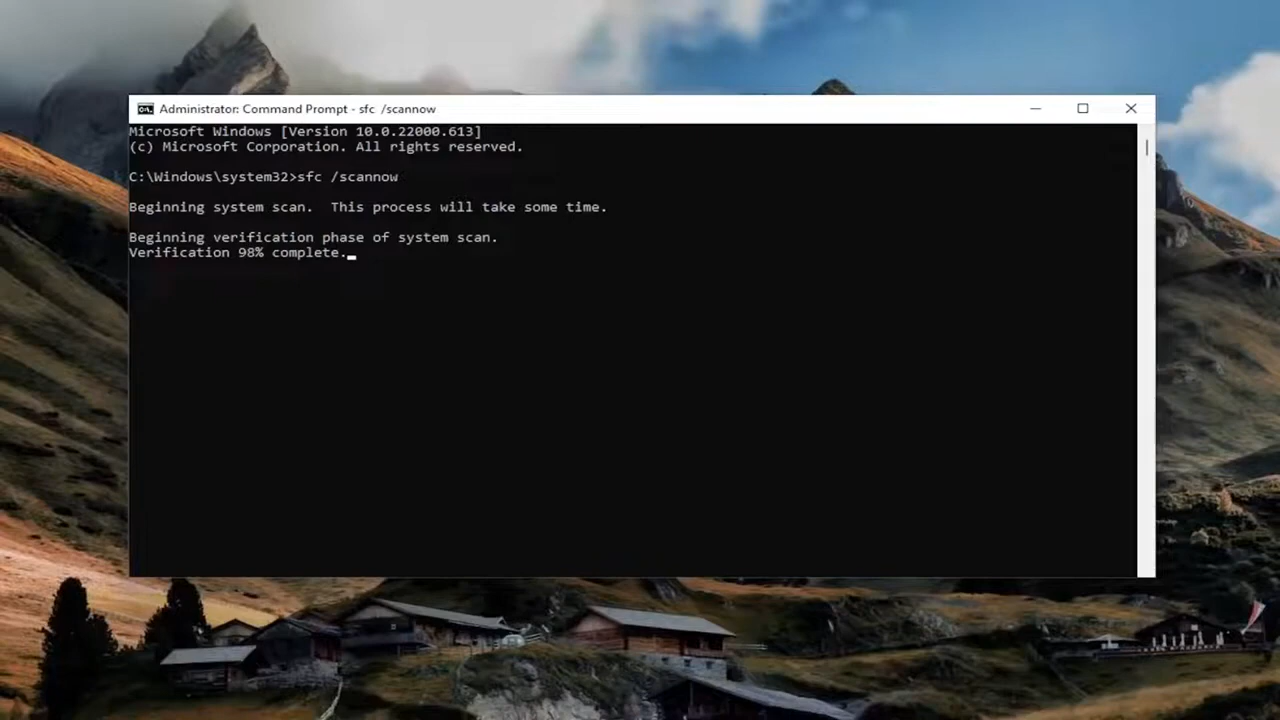 Administrator: Command Prompt - sfc /scannow
Microsoft Windows [Version 10.0.22000.613]
(c) Microsoft Corporation. All rights reserved.
C:\Windows\system32>sfc /scannow
Beginning system scan.  This process will take some time.
Beginning verification phase of system scan.
Verification 98% complete.